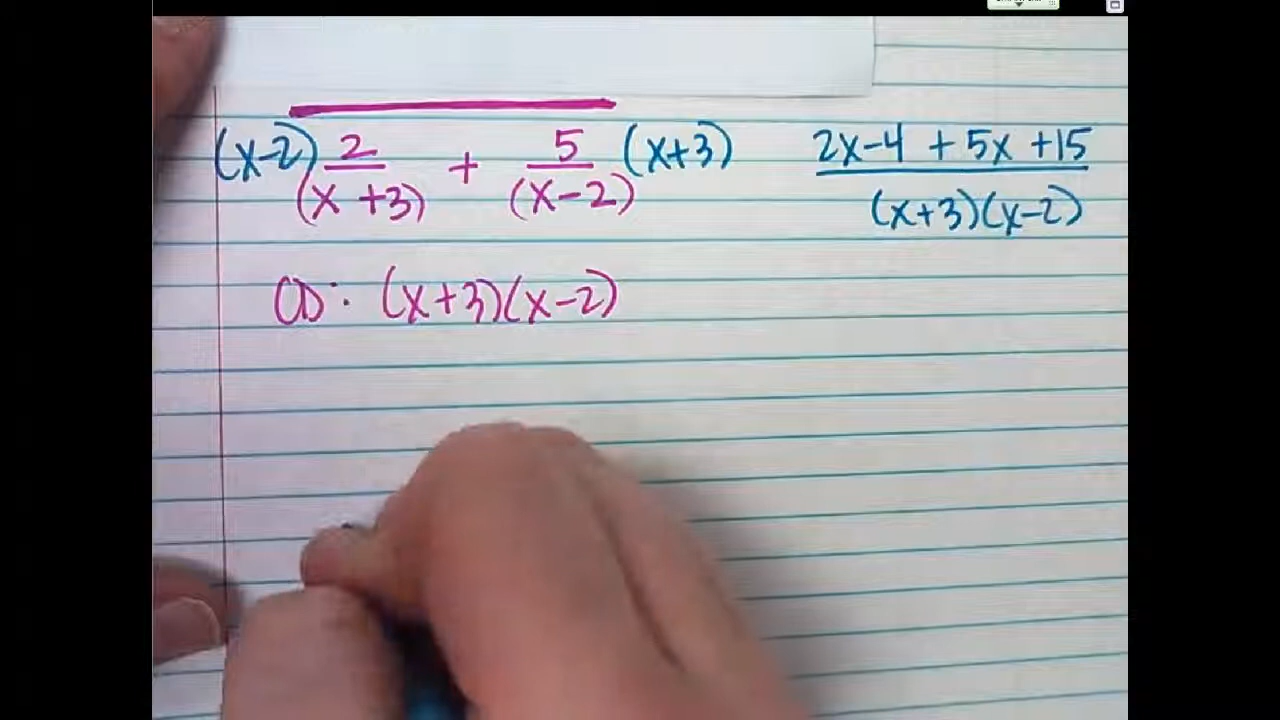 (x-2) 2/(x+3) + 5/(x-2) (x+3)
2x-4 + 5x +15
(x+3)(x-2)
CD: (x+3)(x-2)